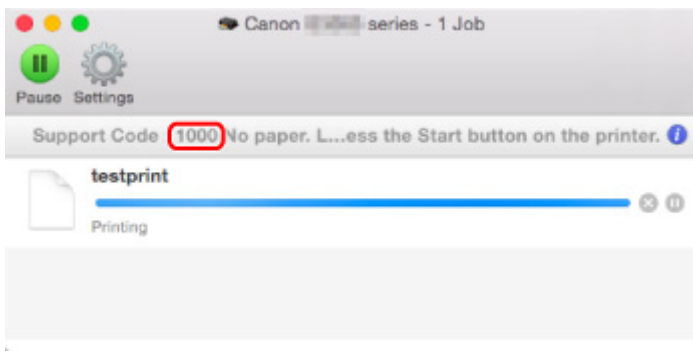 Canon series - 1 Job
Pause Settings
Support Code 1000 No paper. L...ess the Start button on the printer.
testprint
Printing